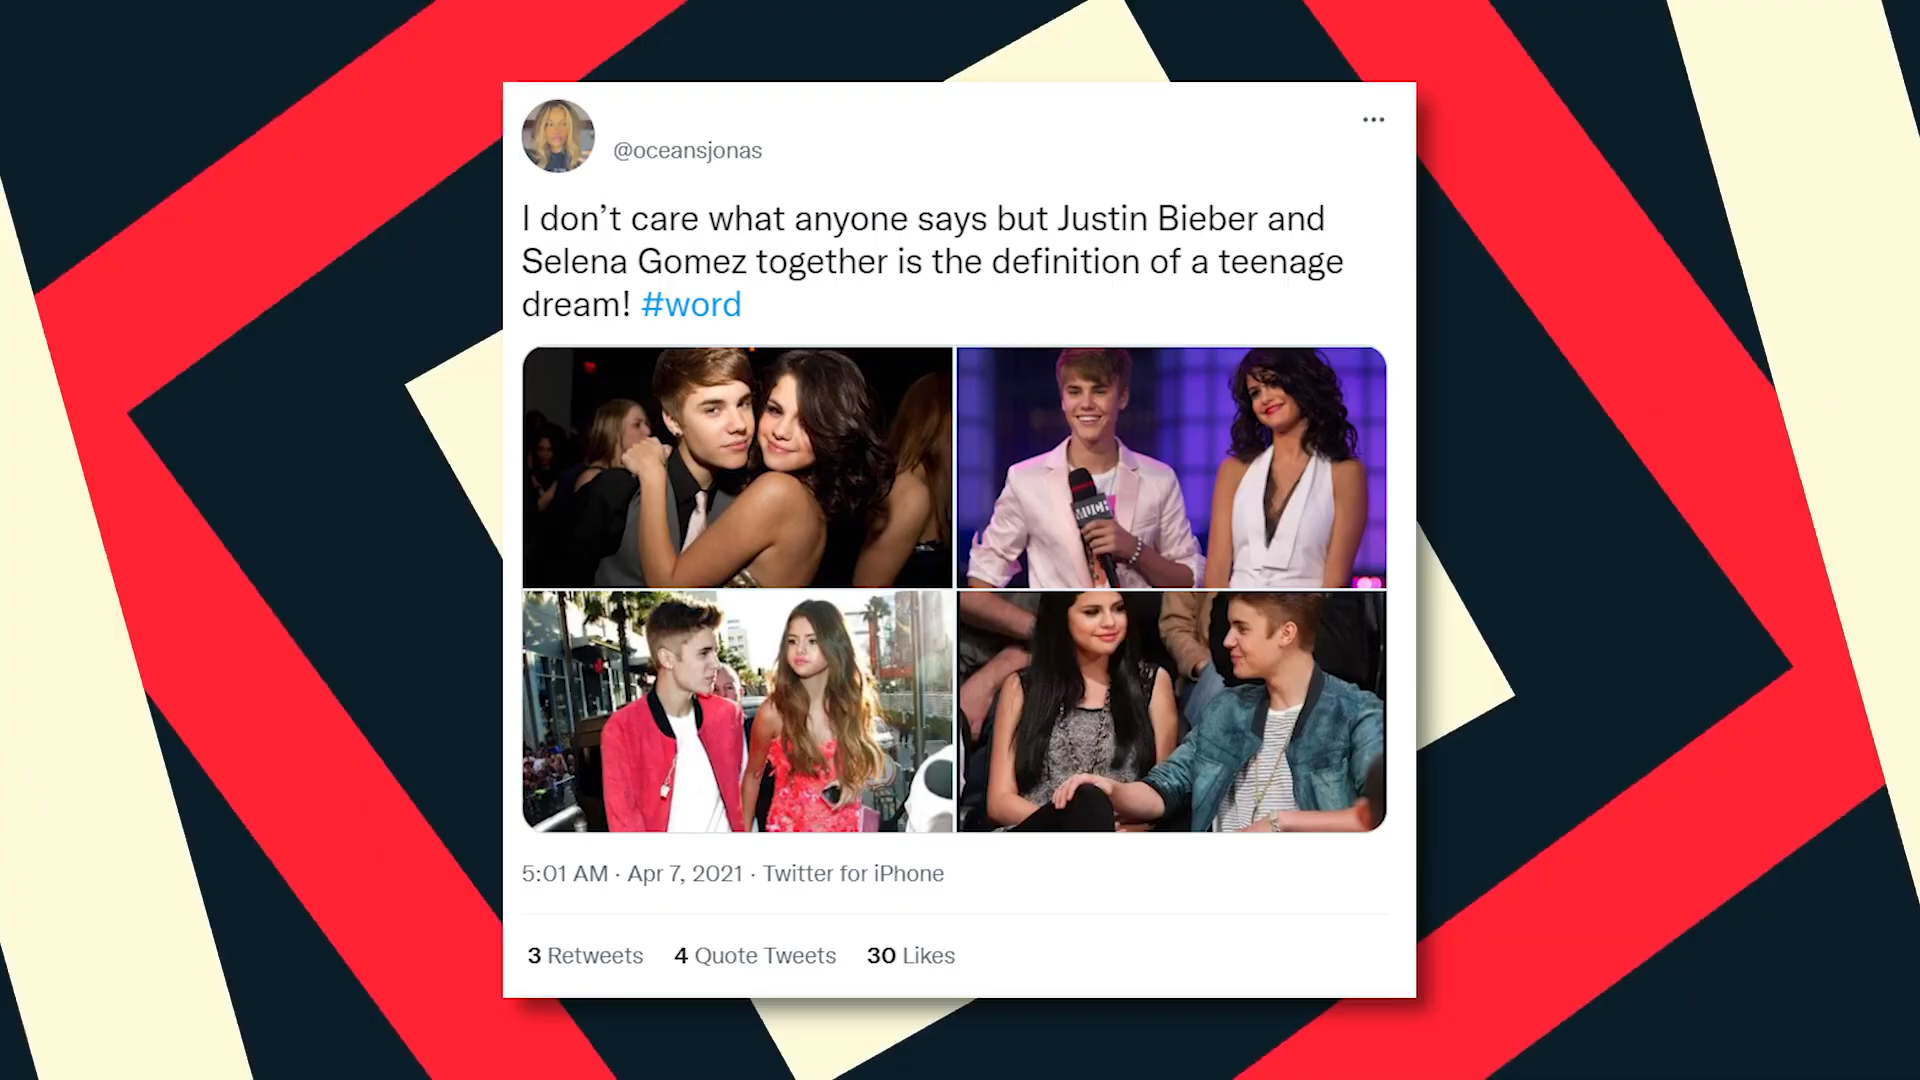 @oceansjonas
I don’t care what anyone says but Justin Bieber and
Selena Gomez together is the definition of a teenage
dream! #word
MUCH
5:01 AM · Apr 7, 2021 · Twitter for iPhone
3 Retweets 4 Quote Tweets 30 Likes